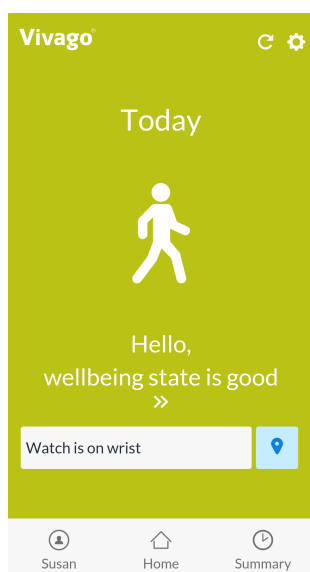 Vivago®
Today
Hello,
wellbeing state is good
Watch is on wrist
Susan
Home
Summary